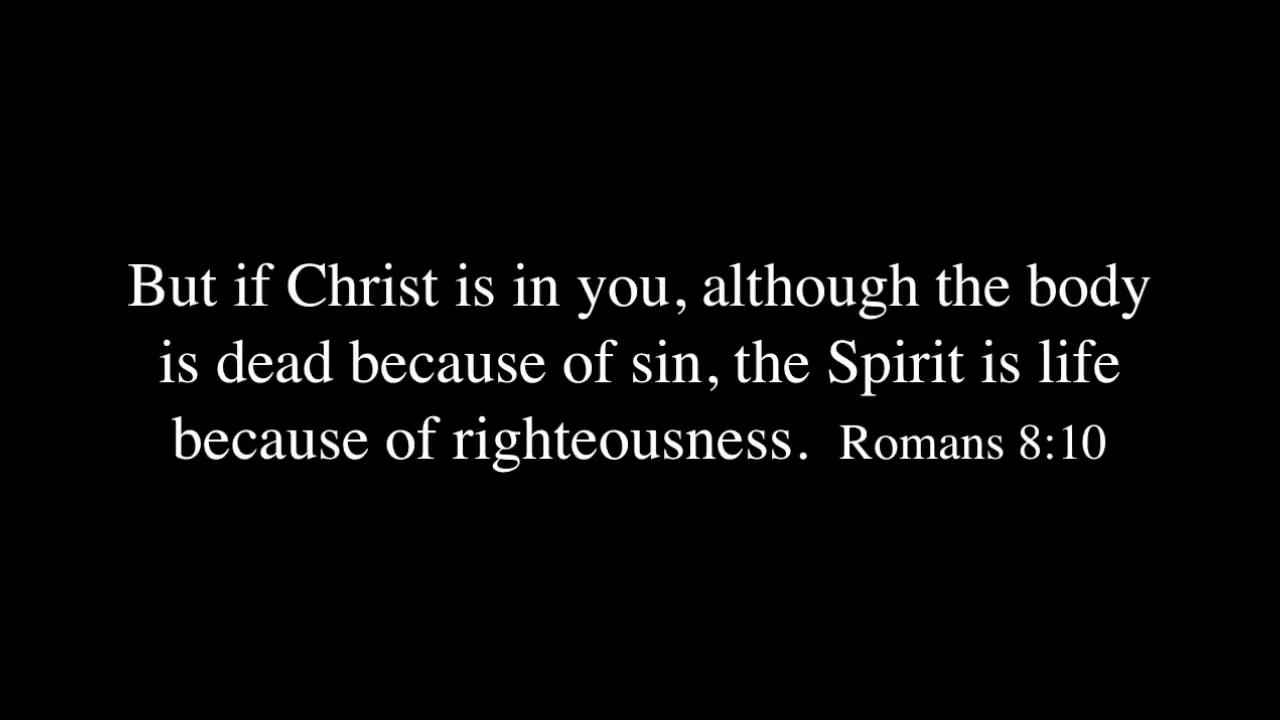 But if Christ is in you, although the body
is dead because of sin, the Spirit is life
because of righteousness. Romans 8:10